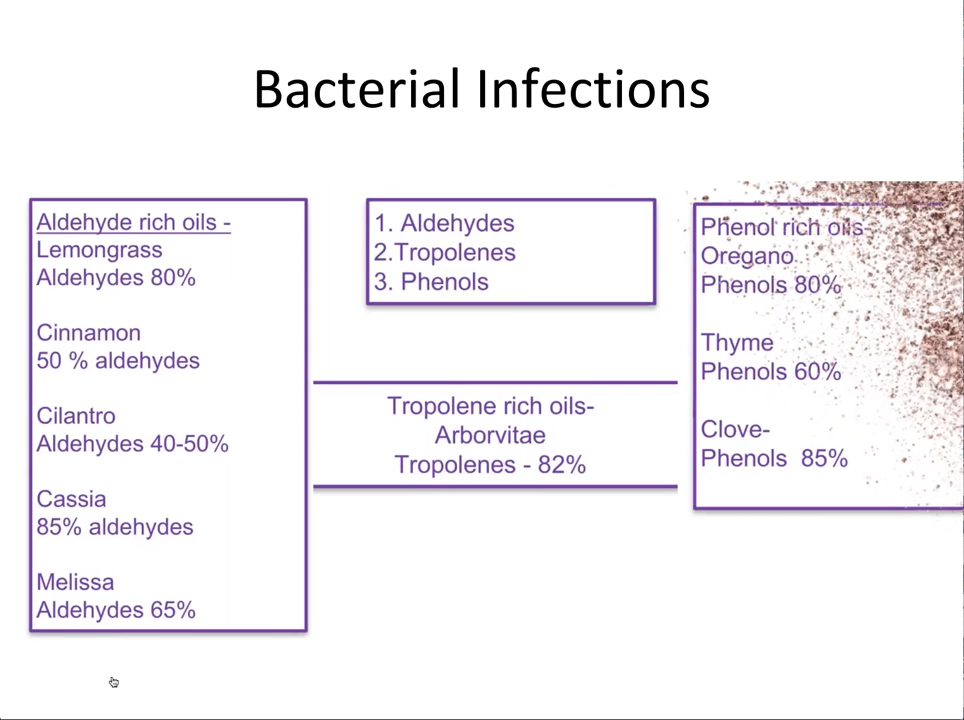 Bacterial Infections
Aldehyde rich oils -
Lemongrass
Aldehydes 80%
Cinnamon
50 % aldehydes
Cilantro
Aldehydes 40-50%
Cassia
85% aldehydes
Melissa
Aldehydes 65%
1. Aldehydes
2.Tropolenes
3. Phenols
Tropolene rich oils-
Arborvitae
Tropolenes - 82%
Phenol rich oils-
Oregano
Phenols 80%
Thyme
Phenols 60%
Clove-
Phenols  85%